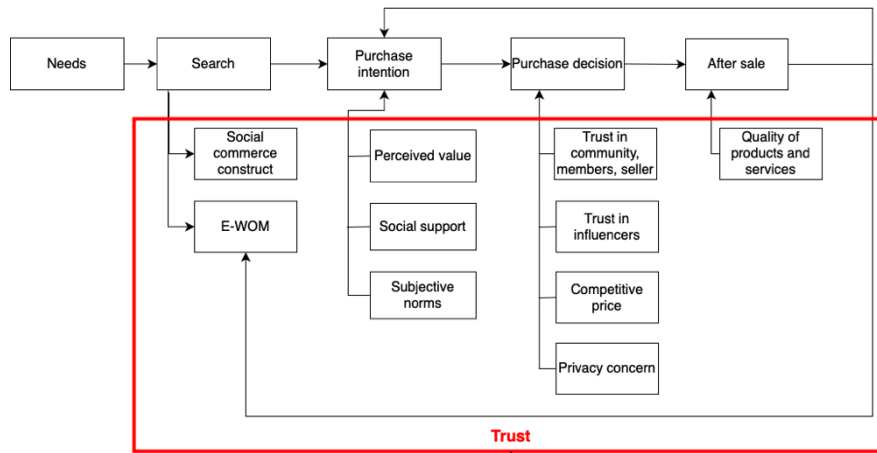 Needs
Search
Purchase
intention
Purchase decision
After sale
Social
commerce
construct
E-WOM
Perceived value
Social support
Subjective
norms
Trust in
community,
members, seller
Trust in
influencers
Competitive
price
Privacy concern
Quality of
products and
services
Trust